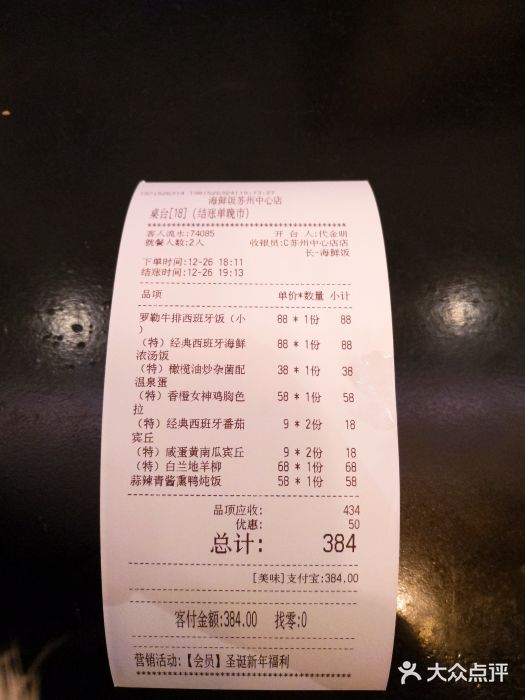 海鲜饭苏州中心店
桌台[18] (结账单晚市)
客人流水:74085 开 台 人:代金明
就餐人数:2人 收银员:C苏州中心店店
长-海鲜饭
下单时间:12-26 18:11
结账时间:12-26 19:13
品项 单价*数量 小计
罗勒牛排西班牙饭（小 88 * 1份 88
）
（特）经典西班牙海鲜 88 * 1份 88
浓汤饭
（特）橄榄油炒杂菌配 38 * 1份 38
温泉蛋
（特）香橙女神鸡胸色 58 * 1份 58
拉
（特）经典西班牙番茄 9 * 2份 18
宾丘
（特）咸蛋黄南瓜宾丘 9 * 2份 18
（特）白兰地羊柳 68 * 1份 68
蒜辣青酱熏鸭炖饭 58 * 1份 58
品项应收: 434
优惠: 50
总计: 384
[美味]支付宝:384.00
客付金额:384.00 找零:0
营销活动:【会员】圣诞新年福利
大众点评